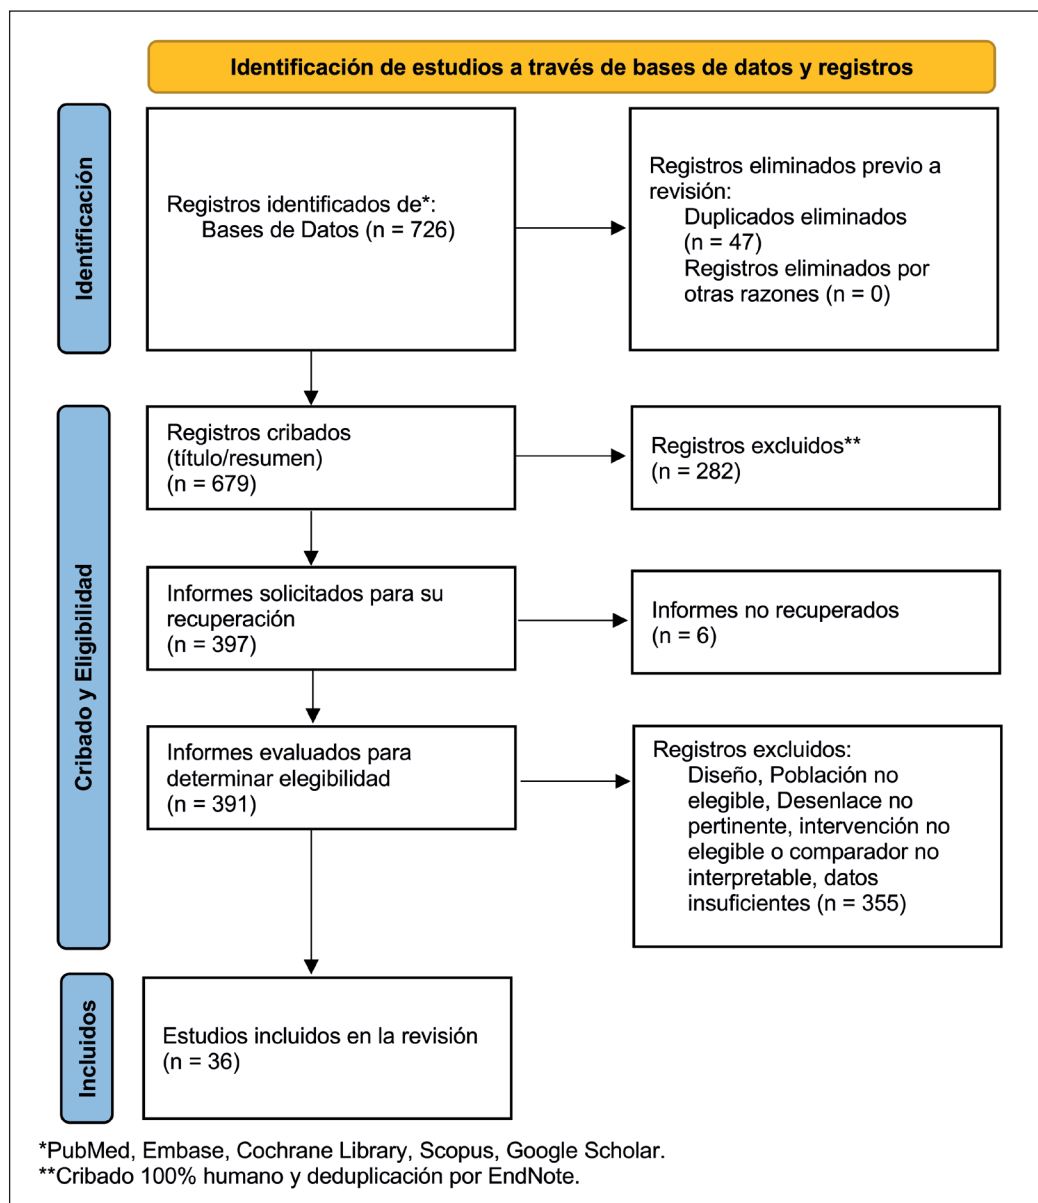 Identificación de estudios a través de bases de datos y registros
Identificación
Registros identificados de*:
Bases de Datos (n = 726)
Registros eliminados previo a
revisión:
Duplicados eliminados
(n = 47)
Registros eliminados por
otras razones (n = 0)
Cribado y Eligibilidad
Registros cribados
(título/resumen)
(n = 679)
Registros excluidos**
(n = 282)
Informes solicitados para su
recuperación
(n = 397)
Informes no recuperados
(n = 6)
Informes evaluados para
determinar elegibilidad
(n = 391)
Registros excluidos:
Diseño, Población no
elegible, Desenlace no
pertinente, intervención no
elegible o comparador no
interpretable, datos
insuficientes (n = 355)
Incluidos
Estudios incluidos en la revisión
(n = 36)
*PubMed, Embase, Cochrane Library, Scopus, Google Scholar.
**Cribado 100% humano y deduplicación por EndNote.